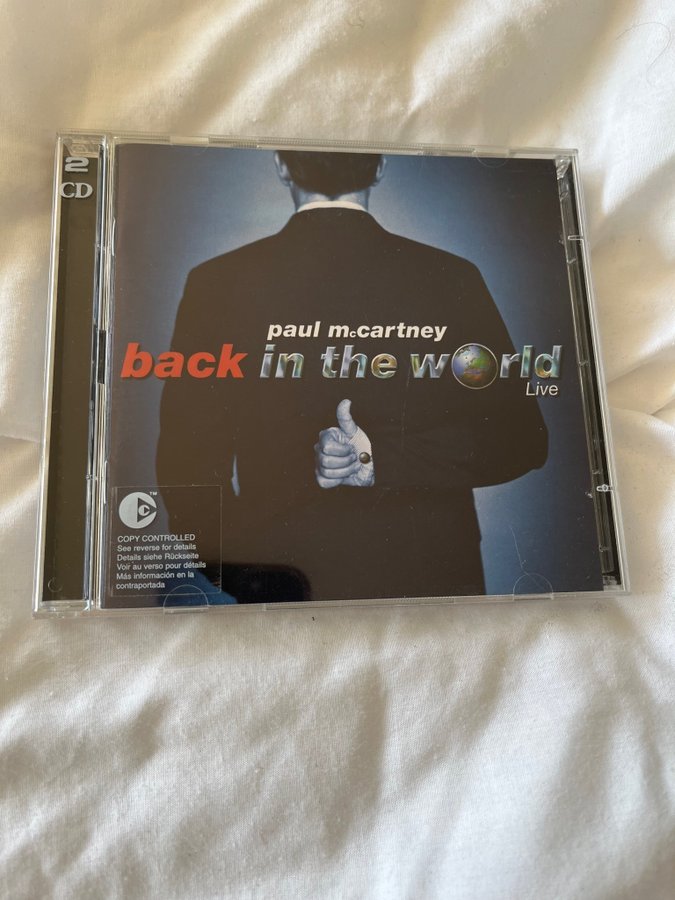 2
CD
paul mccartney
back in the world
Live
C
™
COPY CONTROLLED
See reverse for details
Details siehe Rückseite
Voir au verso pour détails
Más información en la
contraportada